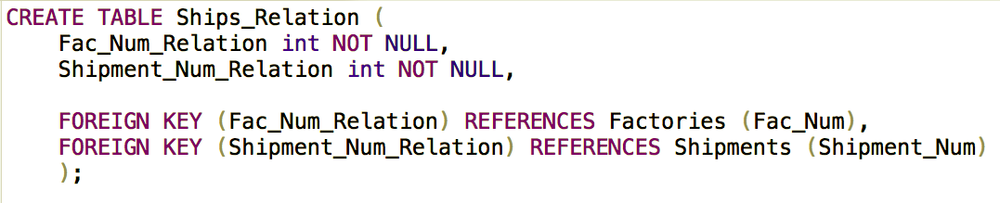 CREATE TABLE Ships_Relation (
    Fac_Num_Relation int NOT NULL,
    Shipment_Num_Relation int NOT NULL,

    FOREIGN KEY (Fac_Num_Relation) REFERENCES Factories (Fac_Num),
    FOREIGN KEY (Shipment_Num_Relation) REFERENCES Shipments (Shipment_Num)
    );